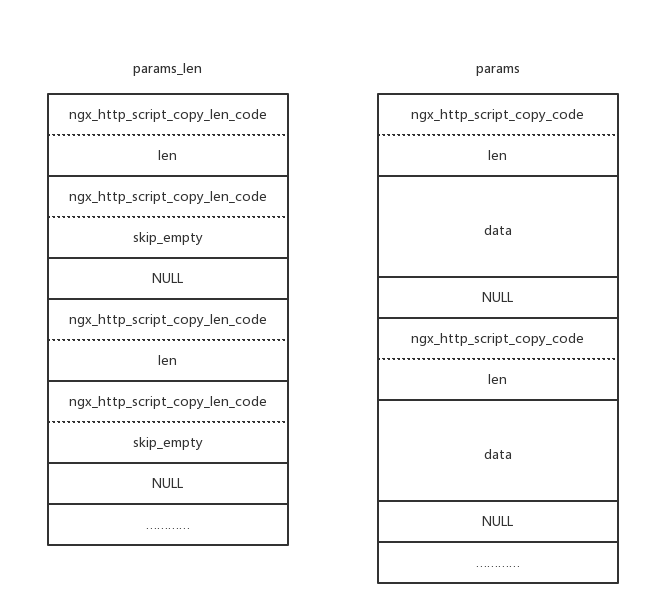 params_len
ngx_http_script_copy_len_code
len
ngx_http_script_copy_len_code
skip_empty
NULL
ngx_http_script_copy_len_code
len
ngx_http_script_copy_len_code
skip_empty
NULL
…………
params
ngx_http_script_copy_code
len
data
NULL
ngx_http_script_copy_code
len
data
NULL
…………